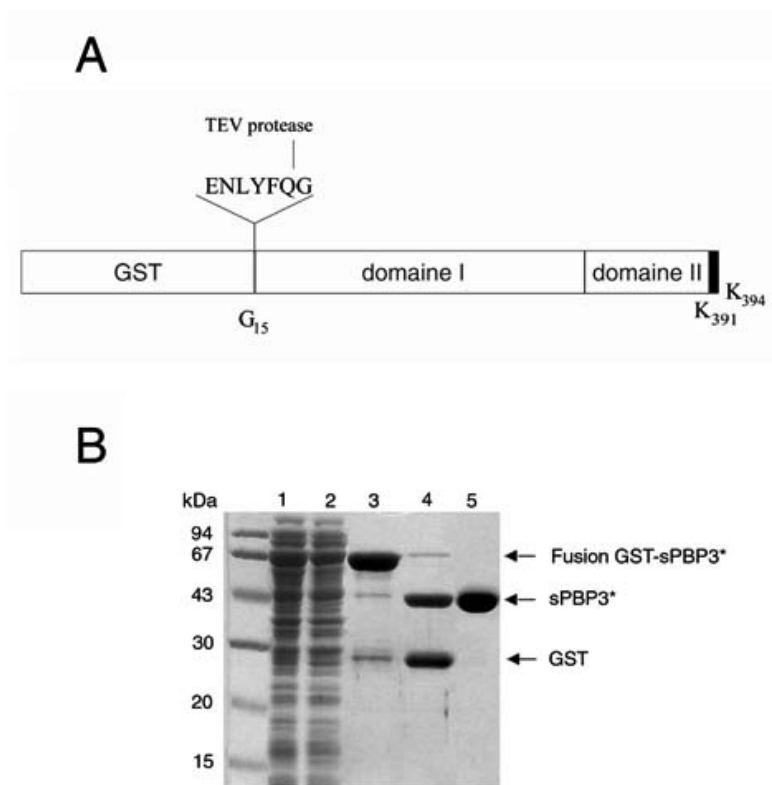 A
TEV protease
ENLYFQG
GST domaine I domaine II
G15 K391 K394
B
kDa 1 2 3 4 5
94
67 Fusion GST-sPBP3*
43 sPBP3*
30
GST
20
15